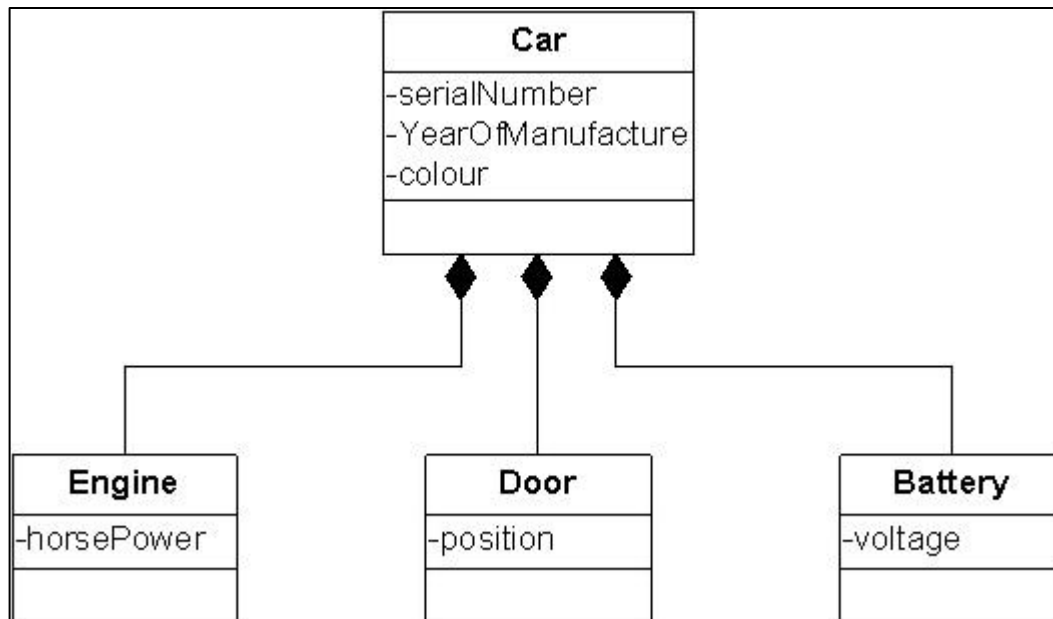 Car
-serialNumber
-YearOfManufacture
-colour
Engine
-horsePower
Door
-position
Battery
-voltage